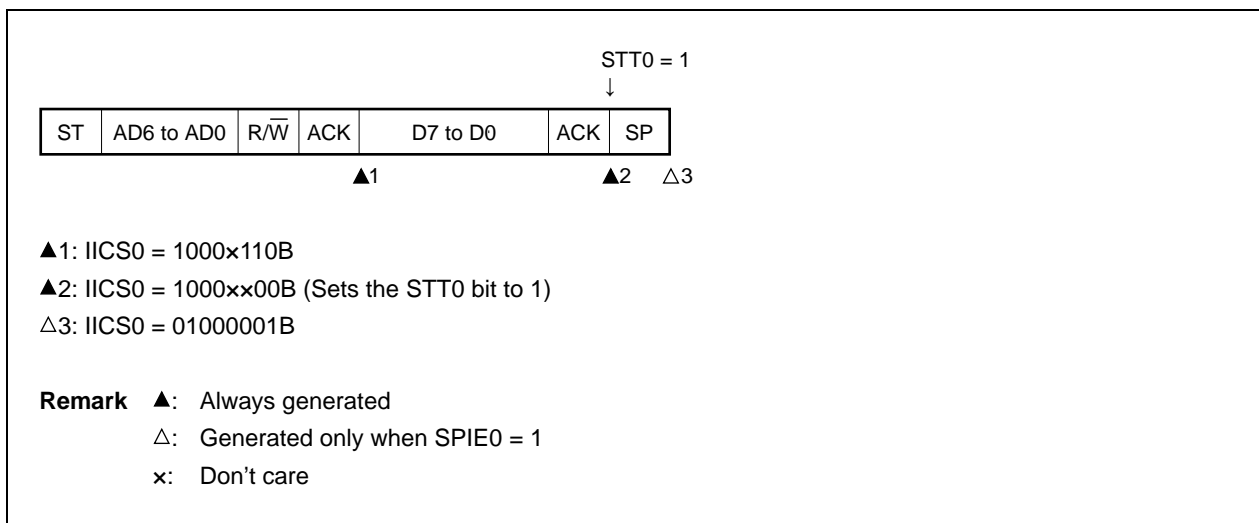 STT0 = 1
↓
ST AD6 to AD0 R/W̅ ACK D7 to D0 ACK SP
▲1 ▲2 △3
▲1: IICS0 = 1000×110B
▲2: IICS0 = 1000××00B (Sets the STT0 bit to 1)
△3: IICS0 = 01000001B
Remark ▲: Always generated
△: Generated only when SPIE0 = 1
×: Don't care